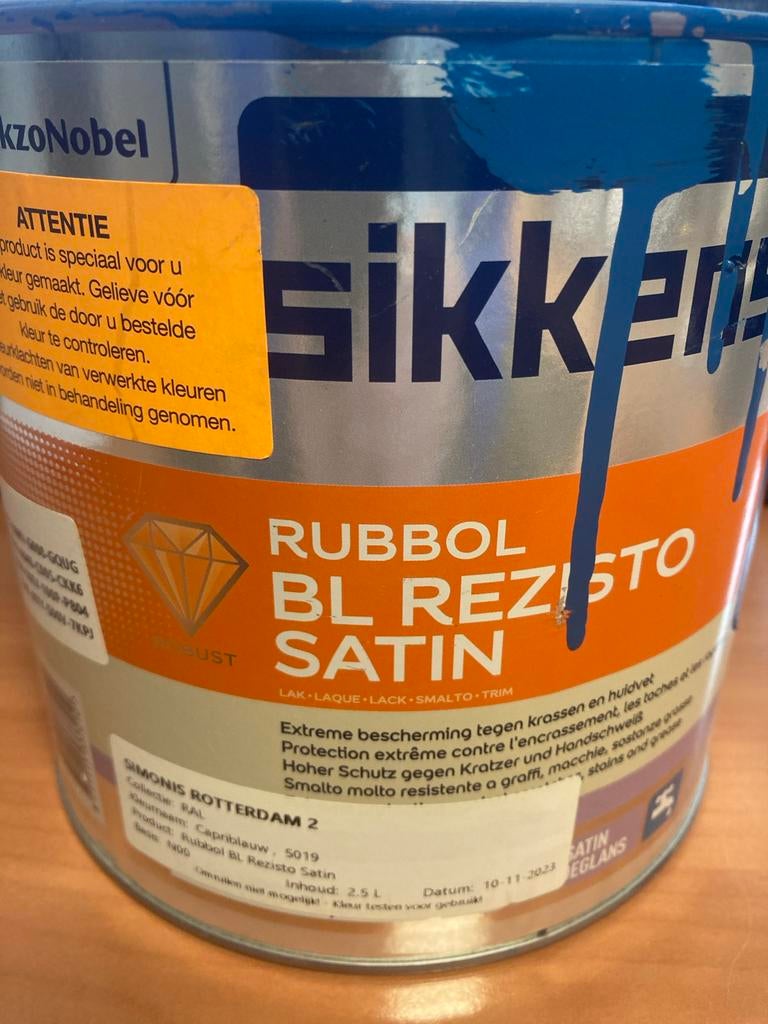 kzoNobel
ATTENTIE
product is speciaal voor u
kleur gemaakt. Gelieve vóór
et gebruik de door u bestelde
kleur te controleren.
eurklachten van verwerkte kleuren
orden niet in behandeling genomen.
sikkens
RUBBOL
BL REZISTO
SATIN
ROBUST
LAK • LAQUE • LACK • SMALTO • TRIM
Extreme bescherming tegen krassen en huidvet
Protection extrême contre l'encrassement, les taches et les
Hoher Schutz gegen Kratzer und Handschweiß
Smalto molto resistente a graffi, macchie, sostanze grasse
stains and grease
SIMONIS ROTTERDAM 2
Collectie: RAL
Kleurnaam: Capriblauw , 5019
Product: Rubbol BL Rezisto Satin
Basis: N00
Inhoud: 2.5 L Datum: 10-11-2023
Omruilen niet mogelijk! - Kleur testen voor gebruik!
SATIN